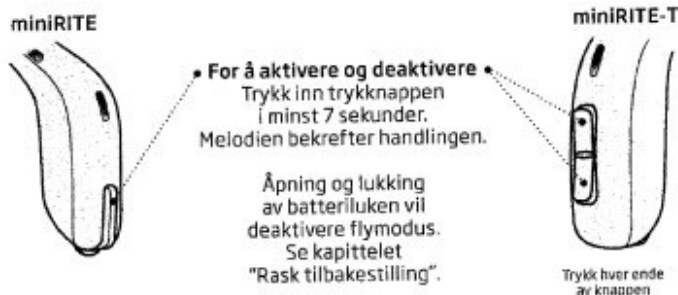 miniRITE
miniRITE-T
For å aktivere og deaktivere
Trykk inn trykknappen
i minst 7 sekunder.
Melodien bekrefter handlingen.
Åpning og lukking
av batteriluken vil
deaktivere flymodus.
Se kapittelet
"Rask tilbakestilling".
Trykk hver ende
av knappen